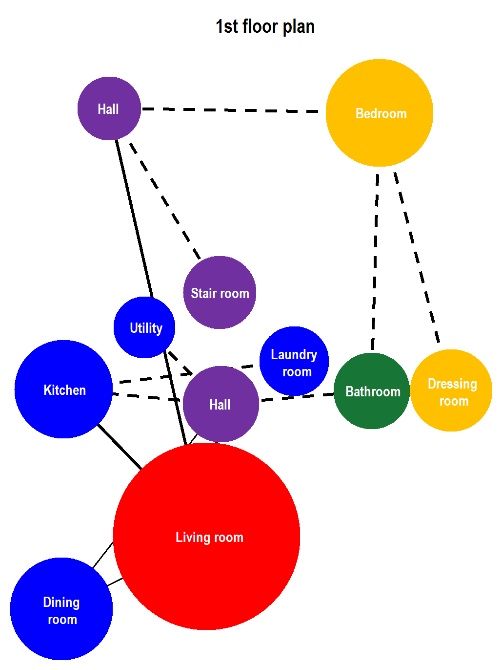 1st floor plan
Hall
Bedroom
Stair room
Utility
Laundry
room
Kitchen
Hall
Bathroom
Dressing
room
Living room
Dining
room